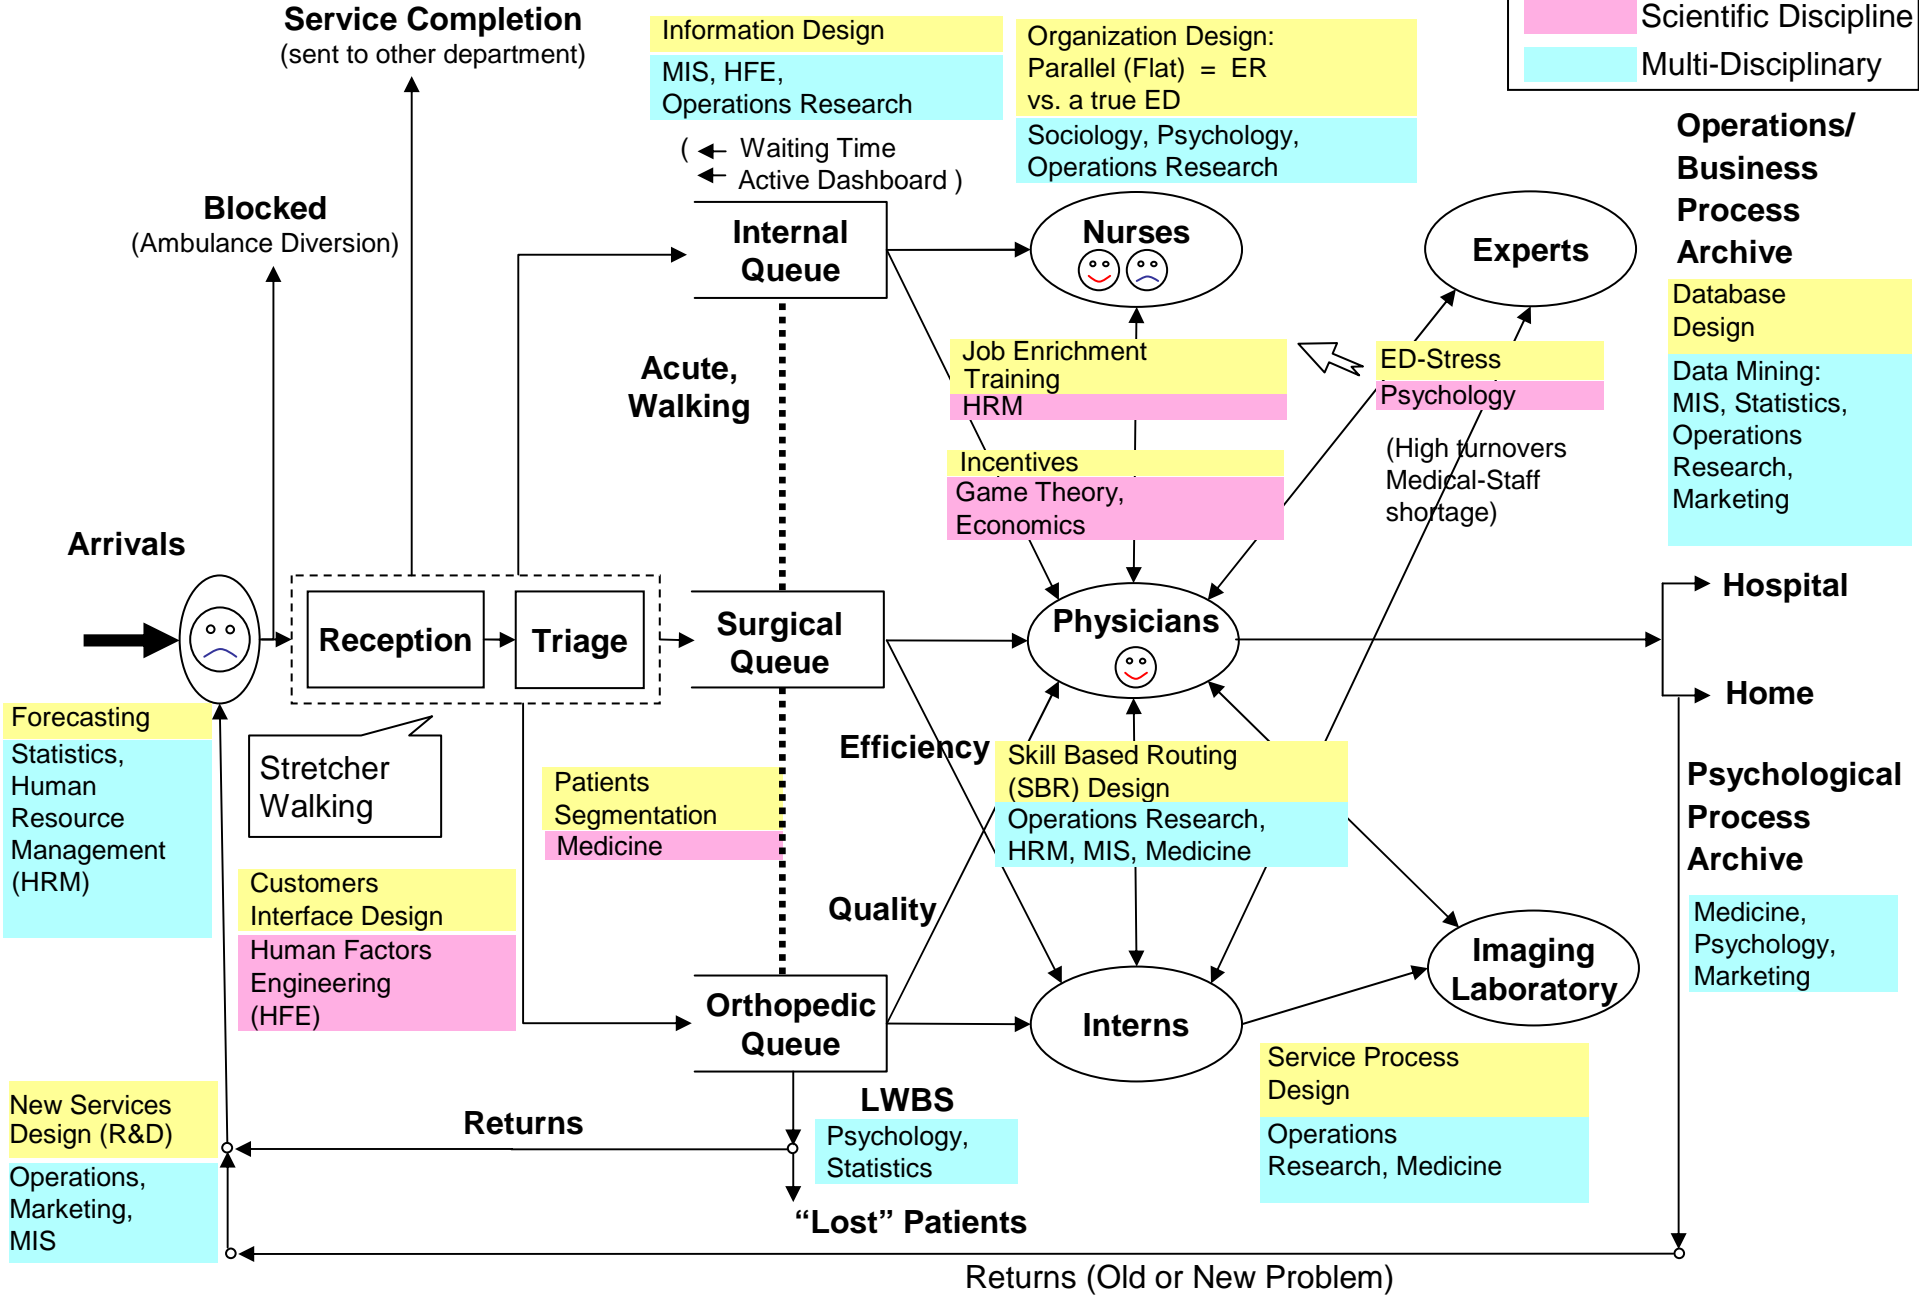 Service Completion
(sent to other department)
Information Design
MIS, HFE,
Operations Research
( Waiting Time
Active Dashboard )
Organization Design:
Parallel (Flat) = ER
vs. a true ED
Sociology, Psychology,
Operations Research
Scientific Discipline
Multi-Disciplinary
Operations/
Business
Process
Archive
Database
Design
Data Mining:
MIS, Statistics,
Operations
Research,
Marketing
Blocked
(Ambulance Diversion)
Internal
Queue
Nurses
Experts
Acute,
Walking
Job Enrichment
Training
HRM
ED-Stress
Psychology
(High turnovers
Medical-Staff
shortage)
Incentives
Game Theory,
Economics
Arrivals
Reception
Triage
Surgical
Queue
Physicians
Hospital
Home
Forecasting
Statistics,
Human
Resource
Management
(HRM)
Stretcher
Walking
Patients
Segmentation
Medicine
Efficiency
Skill Based Routing
(SBR) Design
Operations Research,
HRM, MIS, Medicine
Psychological
Process
Archive
Medicine,
Psychology,
Marketing
Customers
Interface Design
Human Factors
Engineering
(HFE)
Quality
Orthopedic
Queue
Interns
Imaging
Laboratory
Service Process
Design
Operations
Research, Medicine
New Services
Design (R&D)
Operations,
Marketing,
MIS
Returns
LWBS
Psychology,
Statistics
“Lost” Patients
Returns (Old or New Problem)